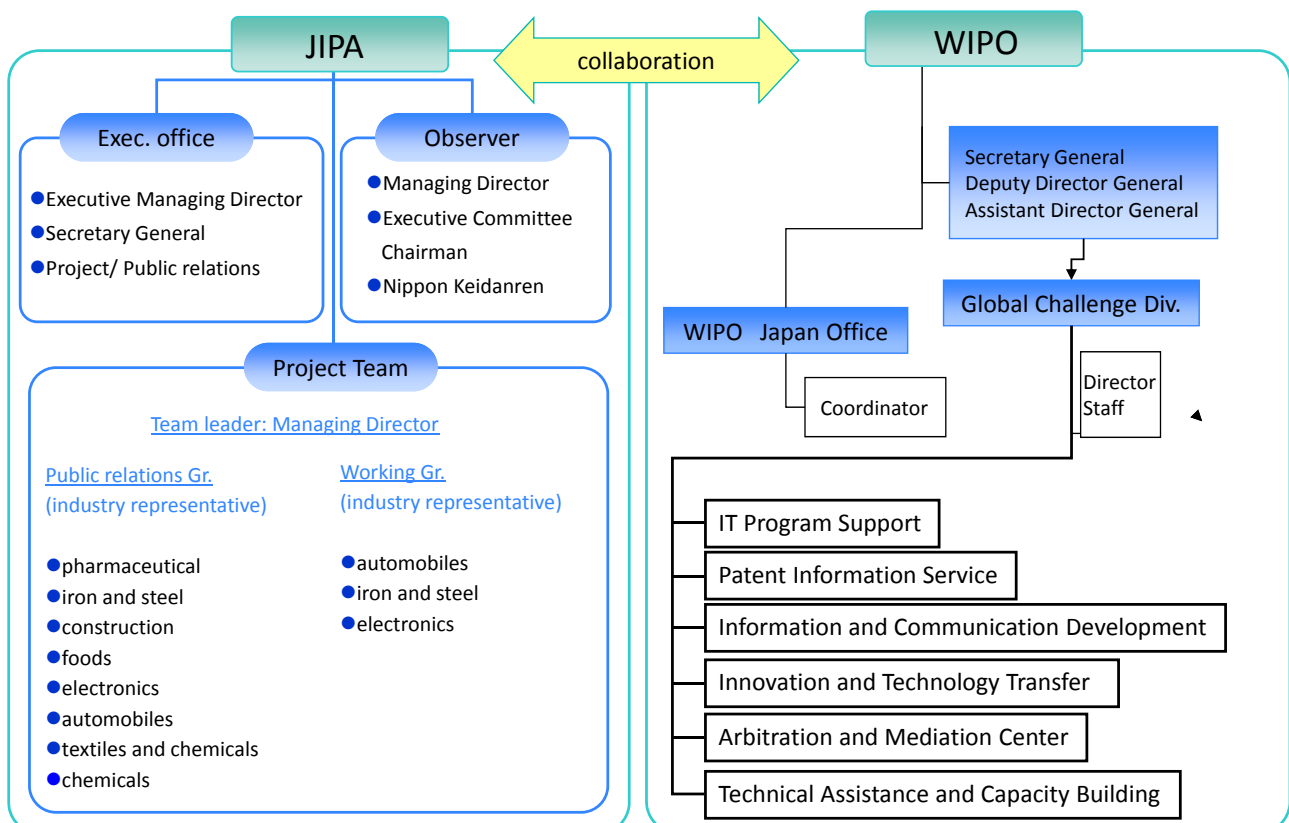 JIPA
collaboration
WIPO
Exec. office
●Executive Managing Director
●Secretary General
●Project/ Public relations
Observer
●Managing Director
●Executive Committee
Chairman
●Nippon Keidanren
Project Team
Team leader: Managing Director
Public relations Gr.
(industry representative)
●pharmaceutical
●iron and steel
●construction
●foods
●electronics
●automobiles
●textiles and chemicals
●chemicals
Working Gr.
(industry representative)
●automobiles
●iron and steel
●electronics
Secretary General
Deputy Director General
Assistant Director General
Global Challenge Div.
WIPO Japan Office
Coordinator
Director
Staff
IT Program Support
Patent Information Service
Information and Communication Development
Innovation and Technology Transfer
Arbitration and Mediation Center
Technical Assistance and Capacity Building